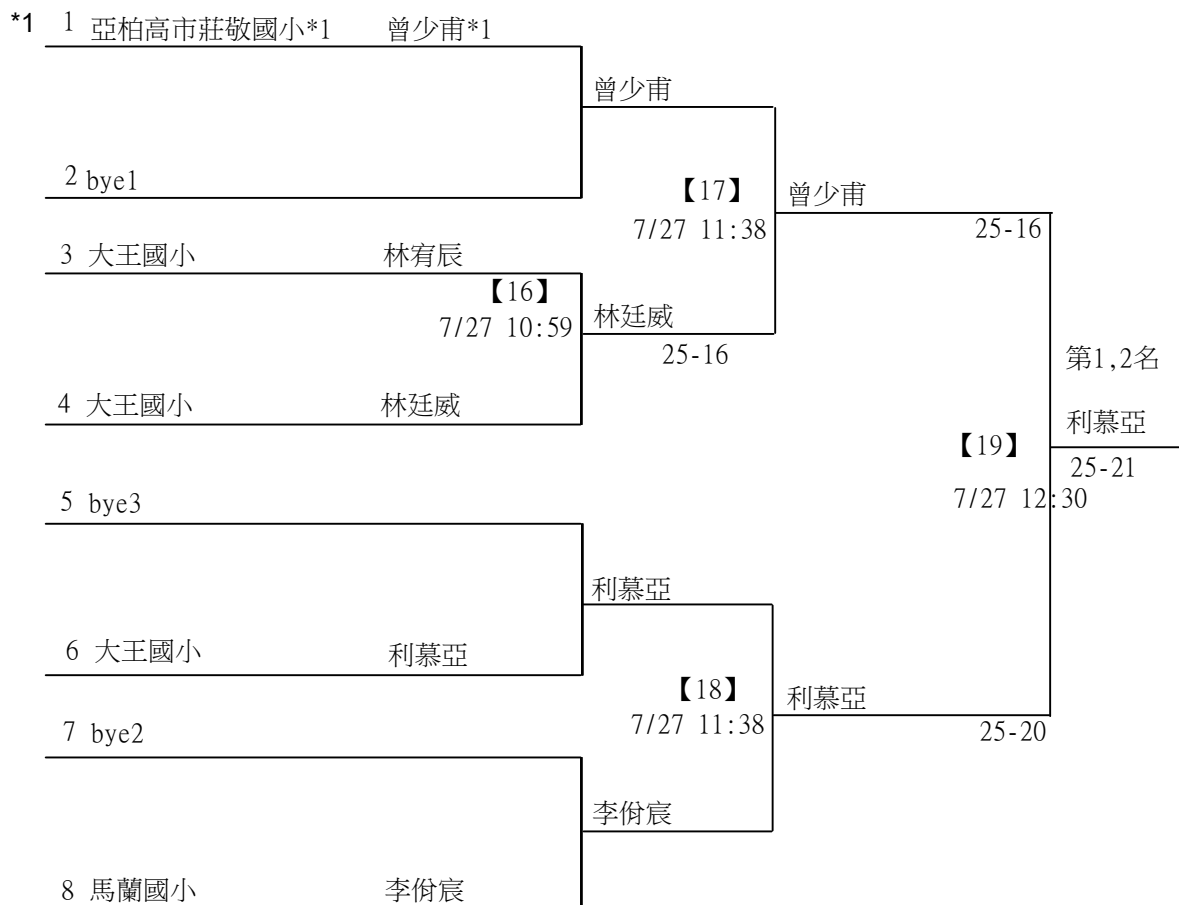 *1 1 亞柏高市莊敬國小*1 曾少甫*1
曾少甫
2 bye1
【17】 曾少甫
7/27 11:38 25-16
3 大王國小 林宥辰
【16】
7/27 10:59 林廷威
25-16
第1,2名
4 大王國小 林廷威
利慕亞
【19】
25-21
7/27 12:30
5 bye3
利慕亞
6 大王國小 利慕亞
【18】 利慕亞
7/27 11:38 25-20
7 bye2
李佾宸
8 馬蘭國小 李佾宸